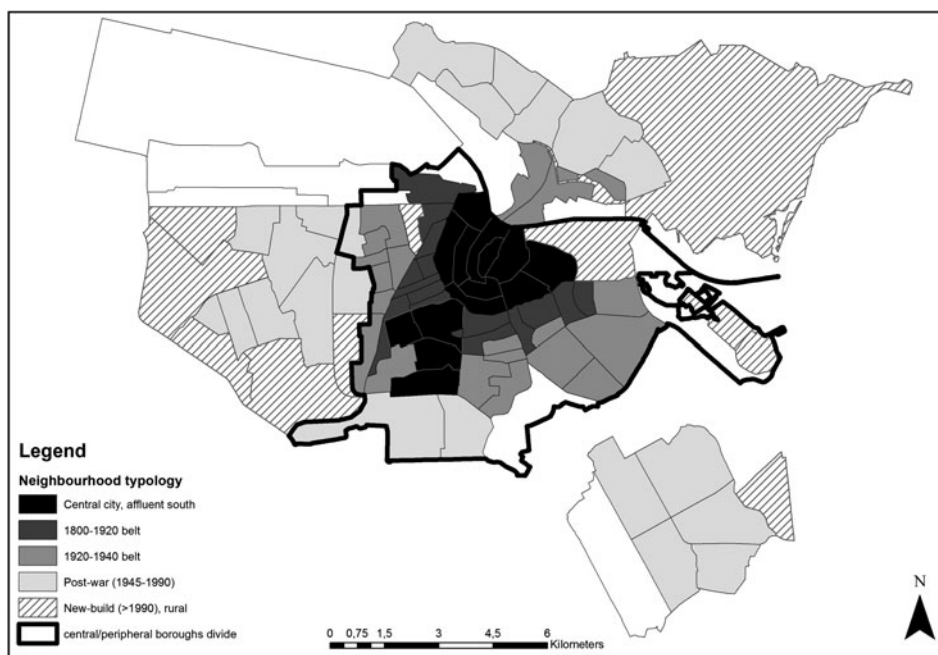 Legend
Neighbourhood typology
Central city, affluent south
1800-1920 belt
1920-1940 belt
Post-war (1945-1990)
New-build (>1990), rural
central/peripheral boroughs divide
0 0,75 1,5 3 4,5 6
Kilometers
N